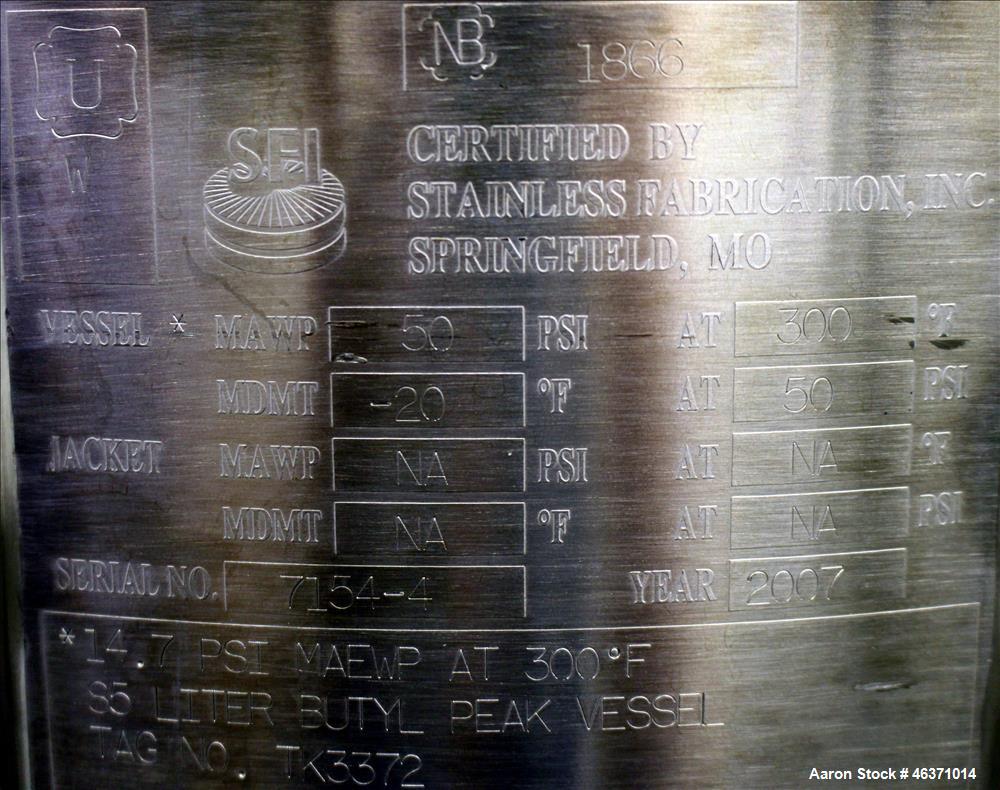 U
W
NB 1866
S.F.I
CERTIFIED BY
STAINLESS FABRICATION, INC.
SPRINGFIELD, MO
VESSEL * MAWP 50 PSI AT 300 °F
MDMT -20 °F AT 50 PSI
JACKET MAWP NA PSI AT NA °F
MDMT NA °F AT NA PSI
SERIAL NO. 7154-4 YEAR 2007
*14.7 PSI MAEWP AT 300°F
85 LITER BUTYL PEAK VESSEL
TAG NO. TK3372
Aaron Stock # 46371014